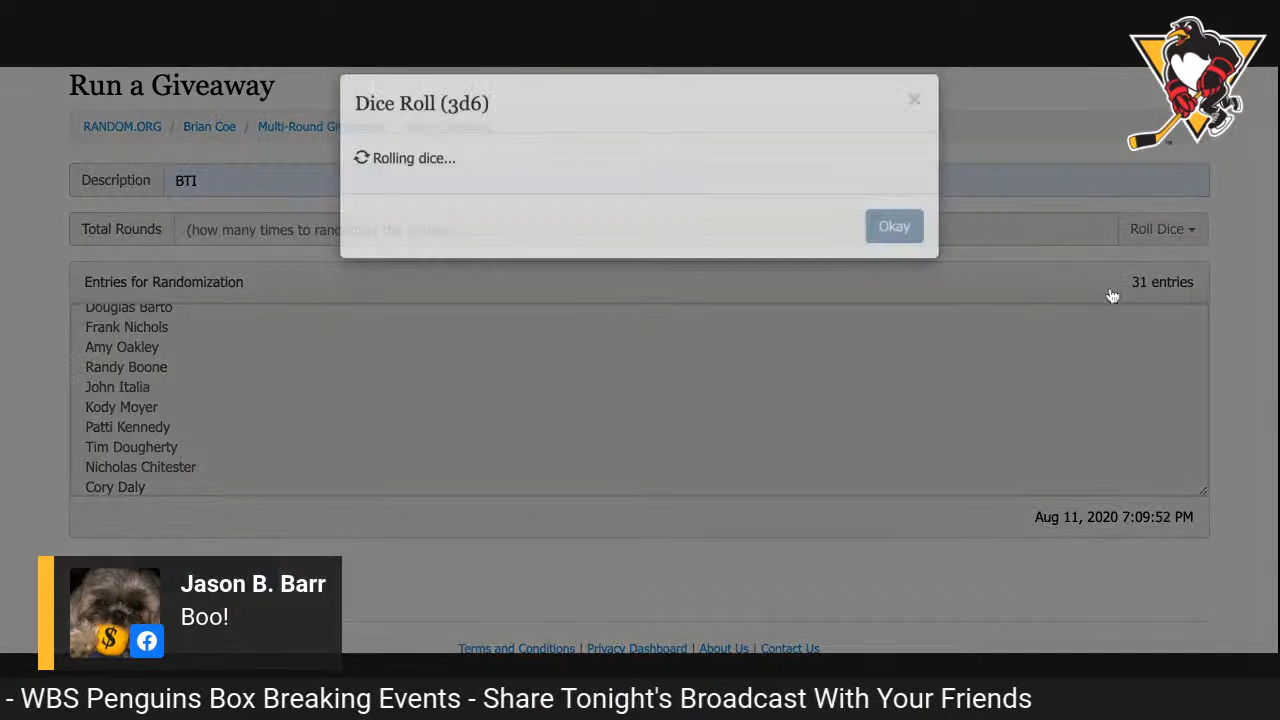 Run a Giveaway
Dice Roll (3d6)
×
RANDOM.ORG / Brian Coe / Multi-Round
Rolling dice...
Description BTI
Total Rounds (how many times to
Okay
Roll Dice
Entries for Randomization 31 entries
Douglas Barto
Frank Nichols
Amy Oakley
Randy Boone
John Italia
Kody Moyer
Patti Kennedy
Tim Dougherty
Nicholas Chitester
Cory Daly
Aug 11, 2020 7:09:52 PM
Jason B. Barr
Boo!
Terms and Conditions | Privacy Dashboard | About Us | Contact Us
- WBS Penguins Box Breaking Events - Share Tonight's Broadcast With Your Friends